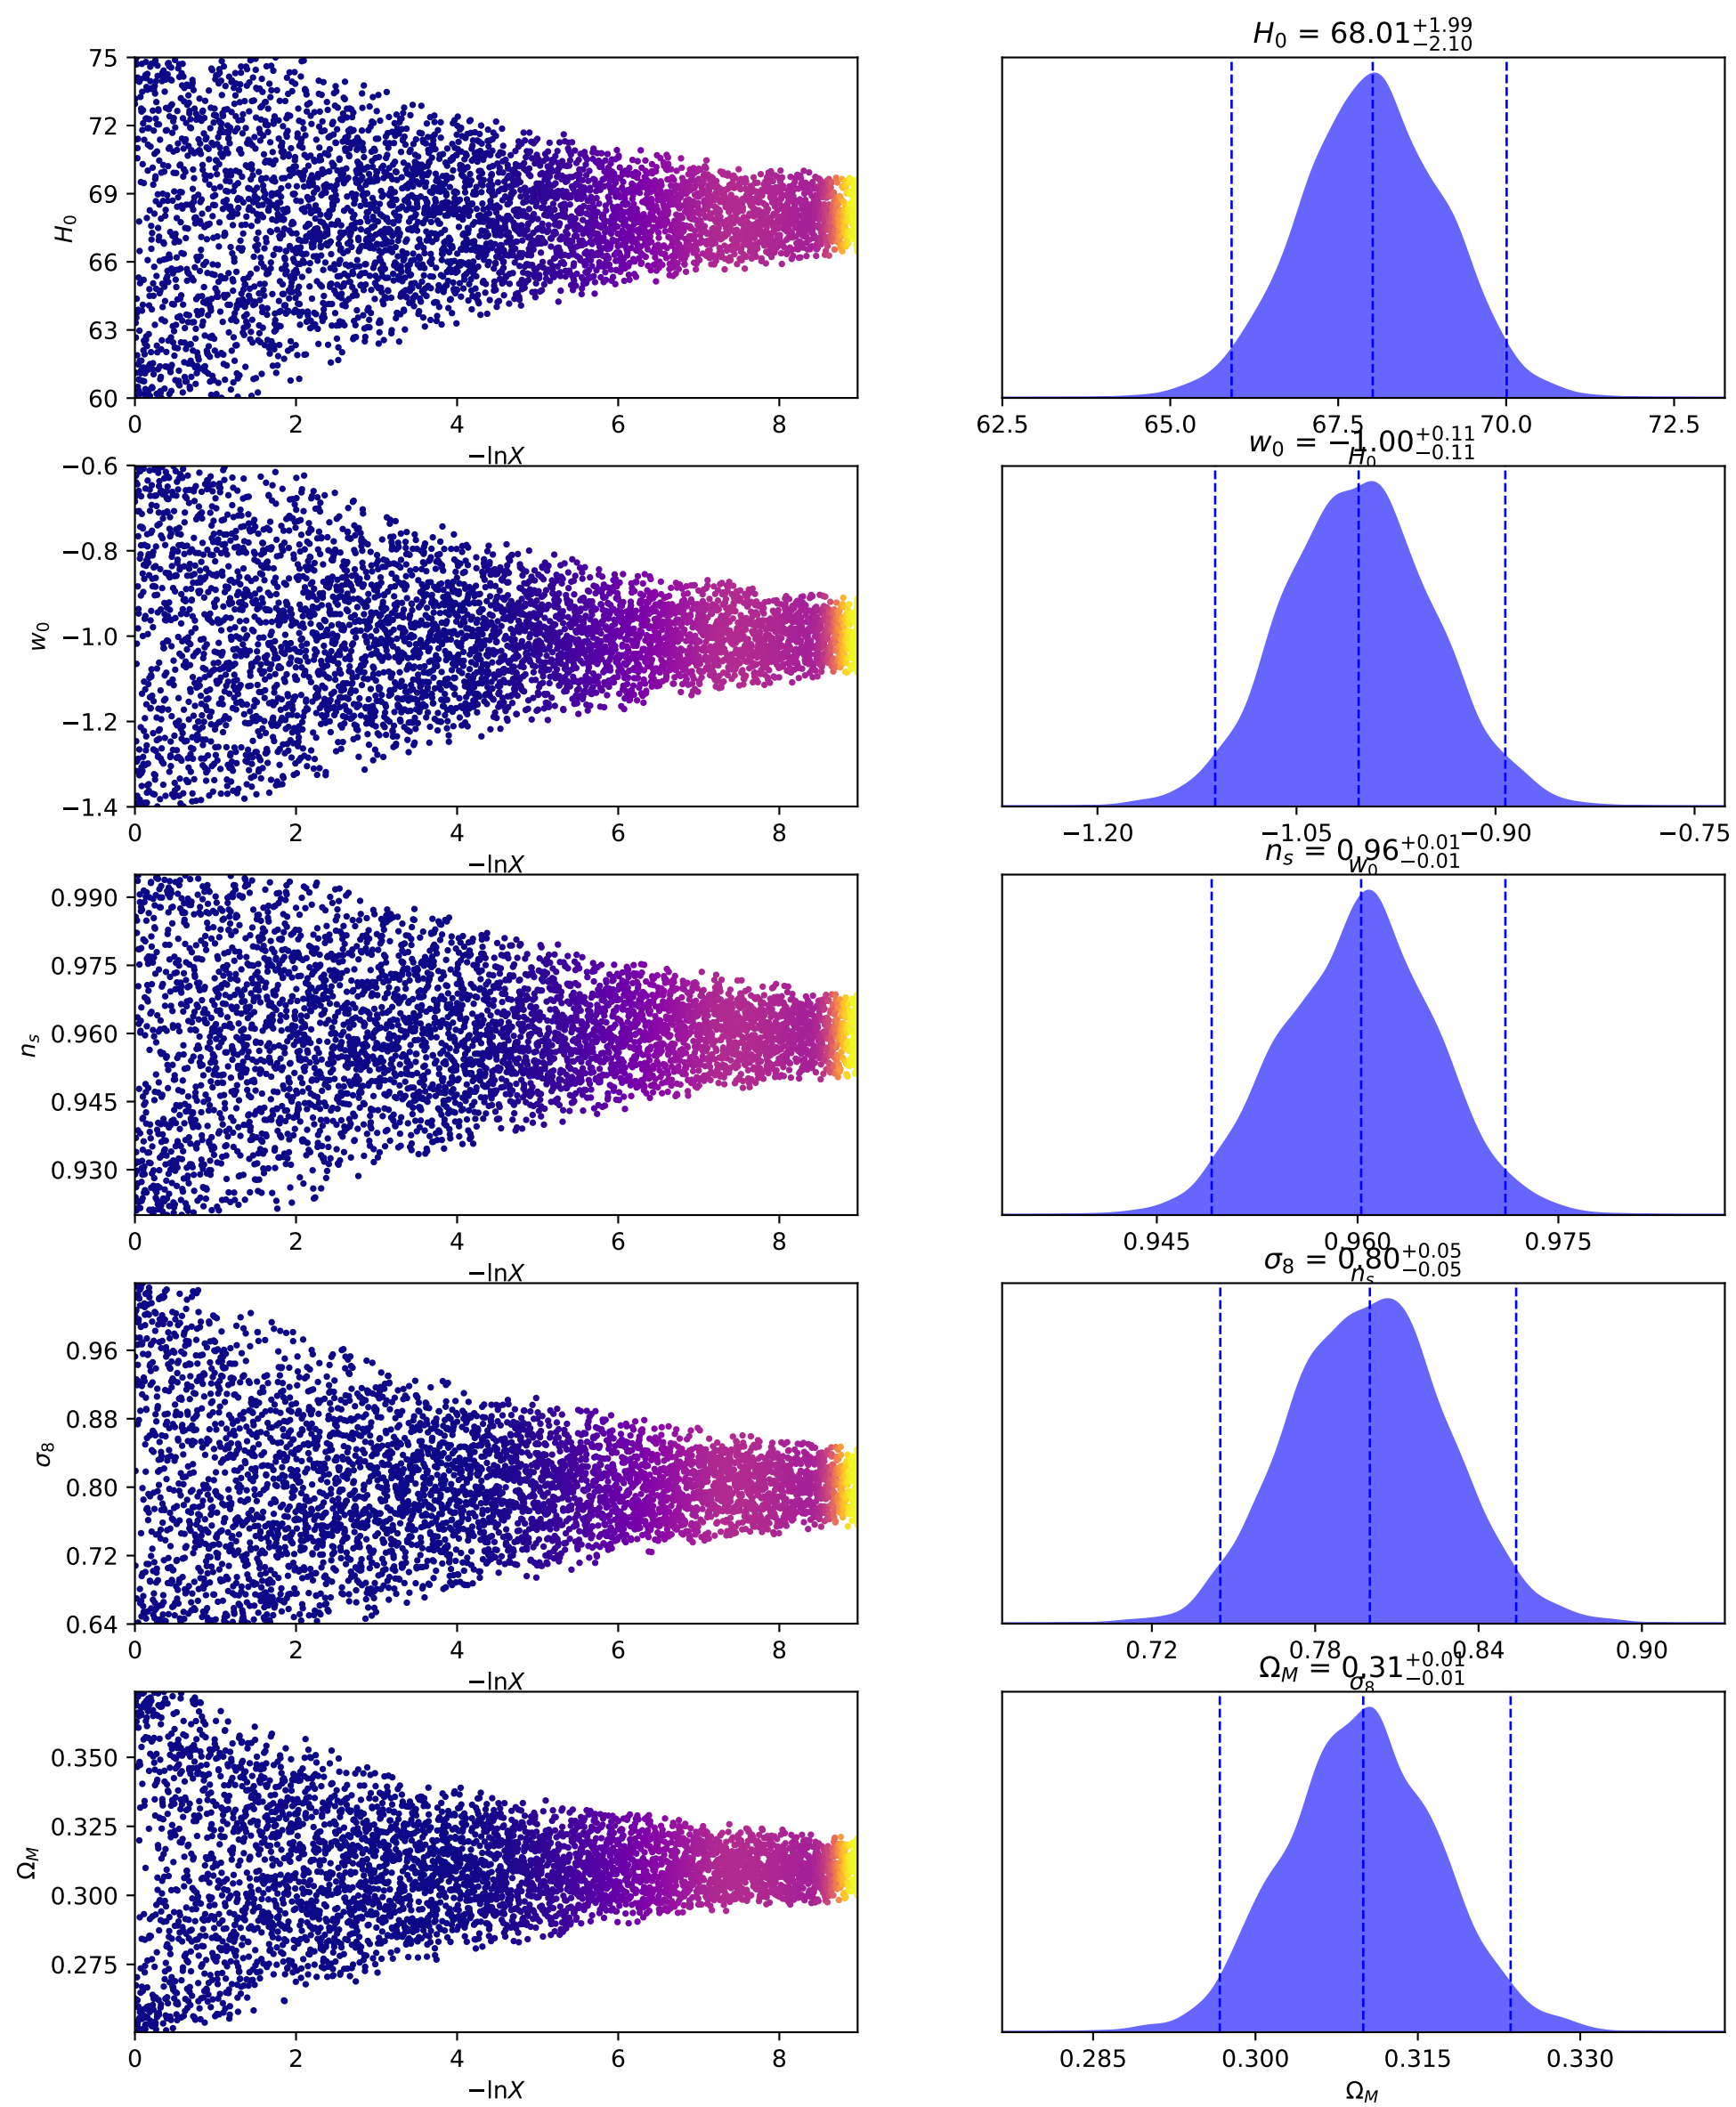 H₀ = 68.01 +1.99 −2.10
75
72
69
66
63
60
H₀
0 2 4 6 8
−lnX
62.5 65.0 67.5 70.0 72.5
H₀
w₀ = −1.00 +0.11 −0.11
−0.6
−0.8
−1.0
−1.2
−1.4
w₀
0 2 4 6 8
−lnX
−1.20 −1.05 −0.90 −0.75
w₀
nₛ = 0.96 +0.01 −0.01
0.990
0.975
0.960
0.945
0.930
nₛ
0 2 4 6 8
−lnX
0.945 0.960 0.975
nₛ
σ₈ = 0.80 +0.05 −0.05
0.96
0.88
0.80
0.72
0.64
σ₈
0 2 4 6 8
−lnX
0.72 0.78 0.84 0.90
σ₈
Ω_M = 0.31 +0.01 −0.01
0.350
0.325
0.300
0.275
Ω_M
0 2 4 6 8
−lnX
0.285 0.300 0.315 0.330
Ω_M